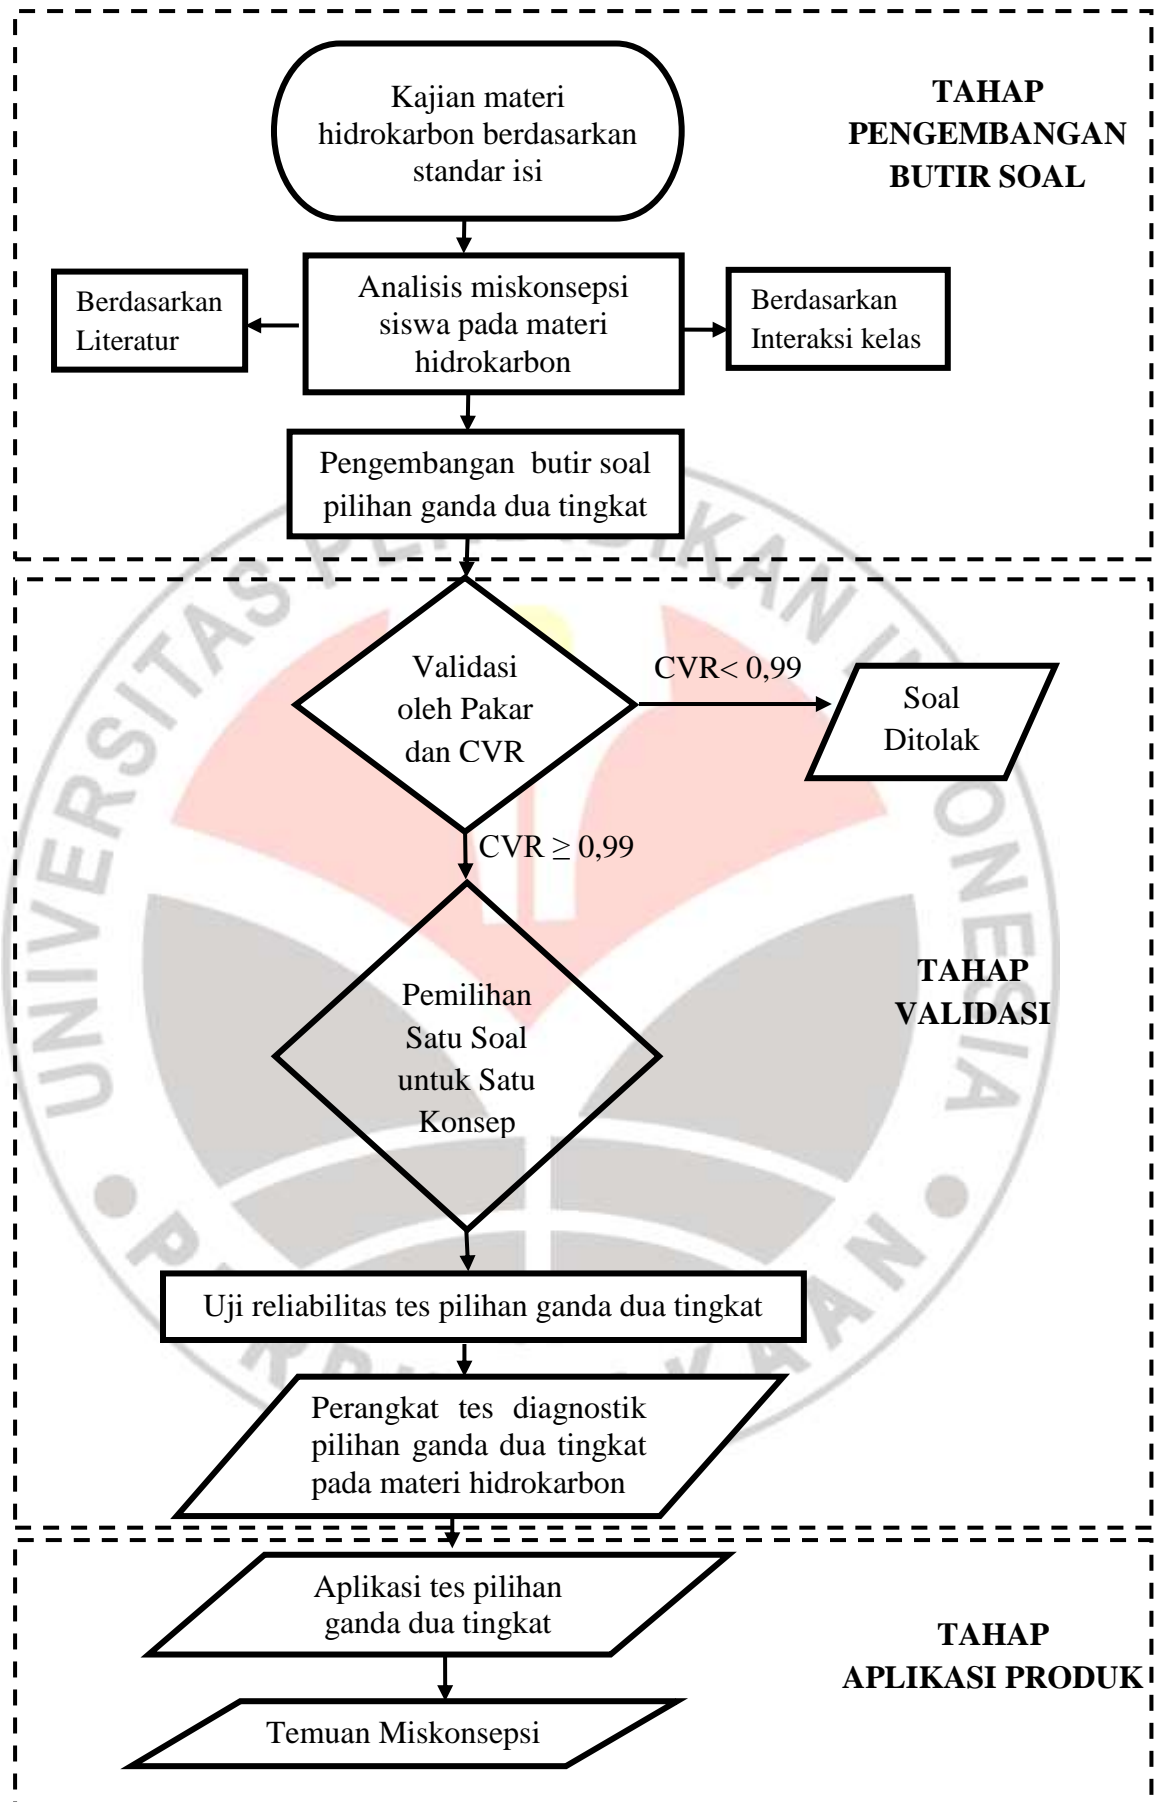 Kajian materi
hidrokarbon berdasarkan
standar isi
TAHAP
PENGEMBANGAN
BUTIR SOAL
Analisis miskonsepsi
siswa pada materi
hidrokarbon
Berdasarkan
Literatur
Berdasarkan
Interaksi kelas
Pengembangan butir soal
pilihan ganda dua tingkat
Validasi
oleh Pakar
dan CVR
CVR< 0,99
Soal
Ditolak
CVR ≥ 0,99
Pemilihan
Satu Soal
untuk Satu
Konsep
TAHAP
VALIDASI
Uji reliabilitas tes pilihan ganda dua tingkat
Perangkat tes diagnostik
pilihan ganda dua tingkat
pada materi hidrokarbon
Aplikasi tes pilihan
ganda dua tingkat
TAHAP
APLIKASI PRODUK
Temuan Miskonsepsi